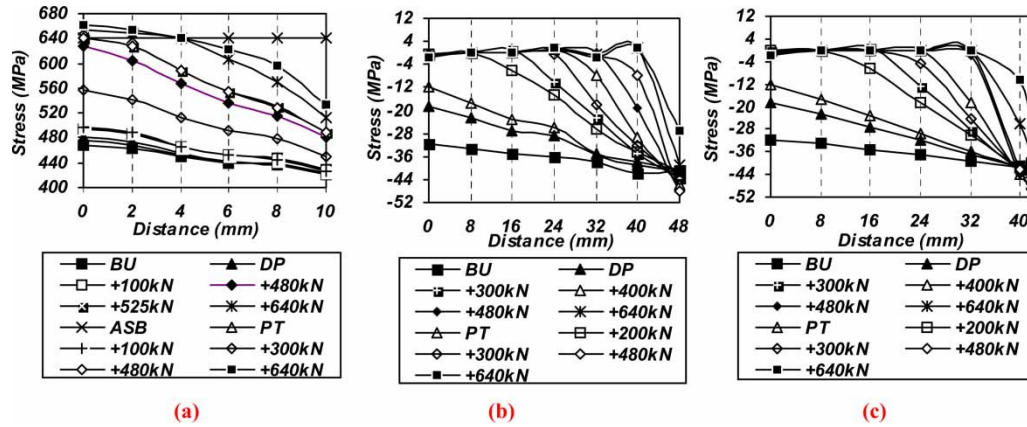 680
640
600
560
520
480
440
400
Stress (MPa)
0 2 4 6 8 10
Distance (mm)
BU DP
+100kN +480kN
+525kN +640kN
ASB PT
+100kN +300kN
+480kN +640kN
(a)
12
4
-4
-12
-20
-28
-36
-44
-52
Stress (MPa)
0 8 16 24 32 40 48
Distance (mm)
BU DP
+300kN +400kN
+480kN +640kN
PT +200kN
+300kN +480kN
+640kN
(b)
12
4
-4
-12
-20
-28
-36
-44
-52
Stress (MPa)
0 8 16 24 32 40
Distance (mm)
BU DP
+300kN +400kN
+480kN +640kN
PT +200kN
+300kN +480kN
+640kN
(c)